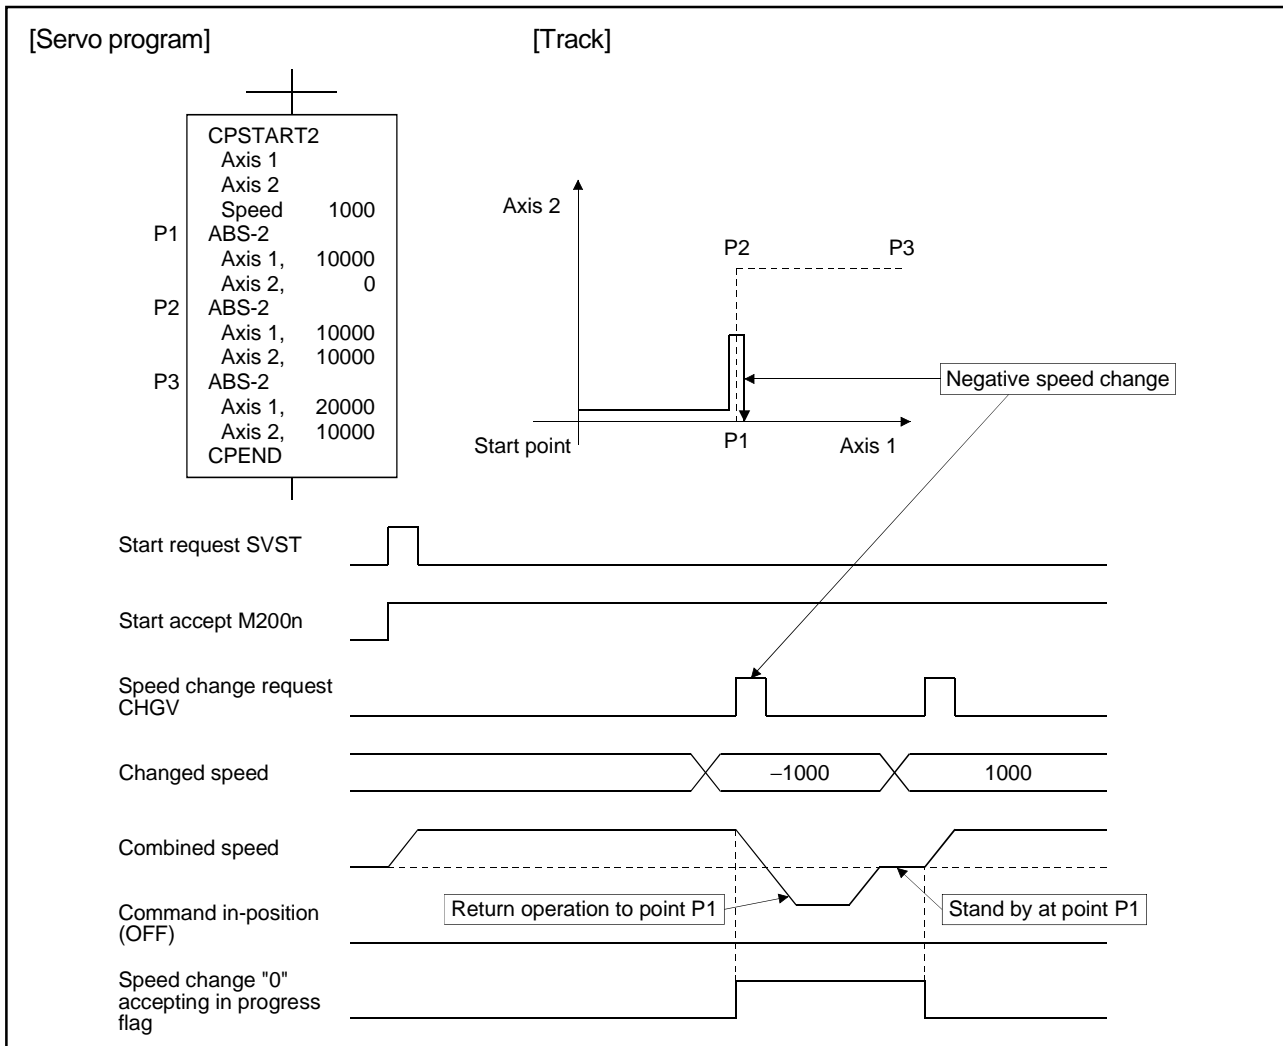 [Servo program]
[Track]
CPSTART2
Axis 1
Axis 2
Speed 1000
P1 ABS-2
Axis 1, 10000
Axis 2, 0
P2 ABS-2
Axis 1, 10000
Axis 2, 10000
P3 ABS-2
Axis 1, 20000
Axis 2, 10000
CPEND
Axis 2
P2
P3
Negative speed change
Start point
P1
Axis 1
Start request SVST
Start accept M200n
Speed change request
CHGV
Changed speed
–1000
1000
Combined speed
Return operation to point P1
Stand by at point P1
Command in-position
(OFF)
Speed change "0"
accepting in progress
flag